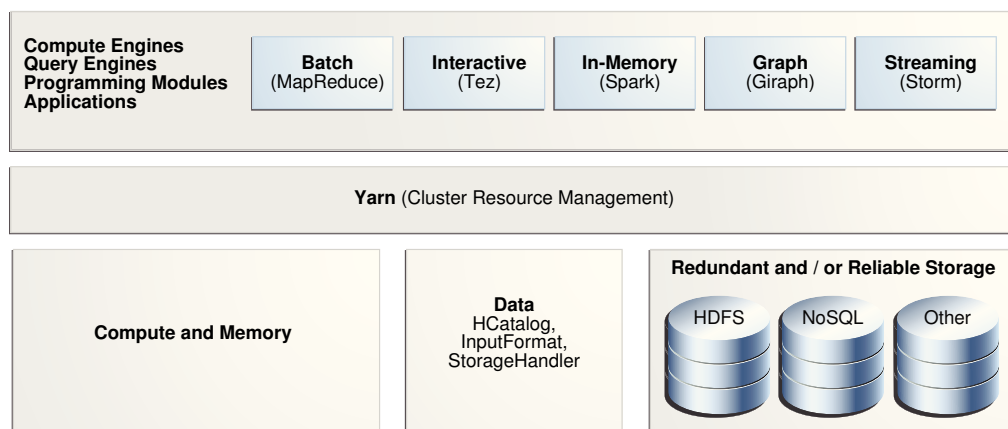 Compute Engines
Query Engines
Programming Modules
Applications
Batch
(MapReduce)
Interactive
(Tez)
In-Memory
(Spark)
Graph
(Giraph)
Streaming
(Storm)
Yarn (Cluster Resource Management)
Compute and Memory
Data
HCatalog,
InputFormat,
StorageHandler
Redundant and / or Reliable Storage
HDFS
NoSQL
Other